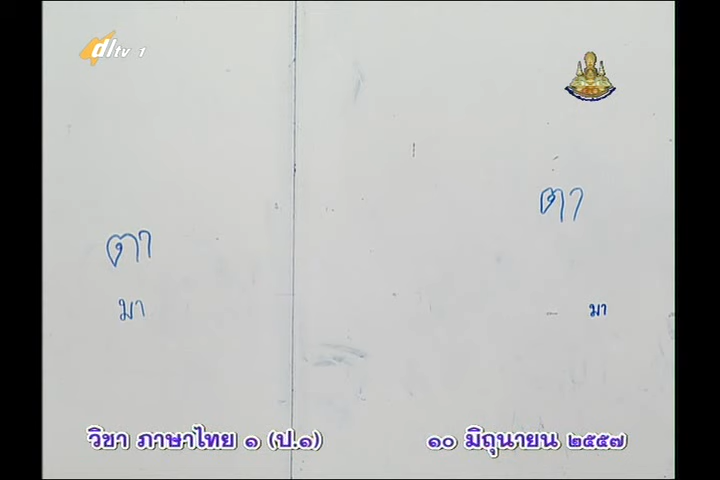 dltv 1
ตา
มา
ตา
มา
วิชา ภาษาไทย ๑ (ป.๑)
๑๐ มิถุนายน ๒๕๕๗